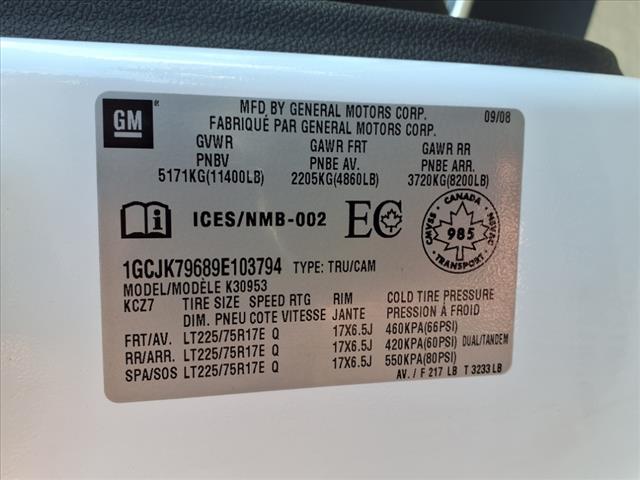 GM
MFD BY GENERAL MOTORS CORP. 09/08
FABRIQUÉ PAR GENERAL MOTORS CORP.
GVWR GAWR FRT GAWR RR
PNBV PNBE AV. PNBE ARR.
5171KG(11400LB) 2205KG(4860LB) 3720KG(8200LB)
ICES/NMB-002 EC
CANADA
CMVSS 985 NSVAC
TRANSPORT
1GCJK79689E103794 TYPE: TRU/CAM
MODEL/MODÈLE K30953
KCZ7 TIRE SIZE SPEED RTG RIM COLD TIRE PRESSURE
DIM. PNEU COTE VITESSE JANTE PRESSION À FROID
FRT/AV. LT225/75R17E Q 17X6.5J 460KPA(66PSI)
RR/ARR. LT225/75R17E Q 17X6.5J 420KPA(60PSI) DUAL/TANDEM
SPA/SOS LT225/75R17E Q 17X6.5J 550KPA(80PSI)
AV. / F 217 LB T 3233 LB